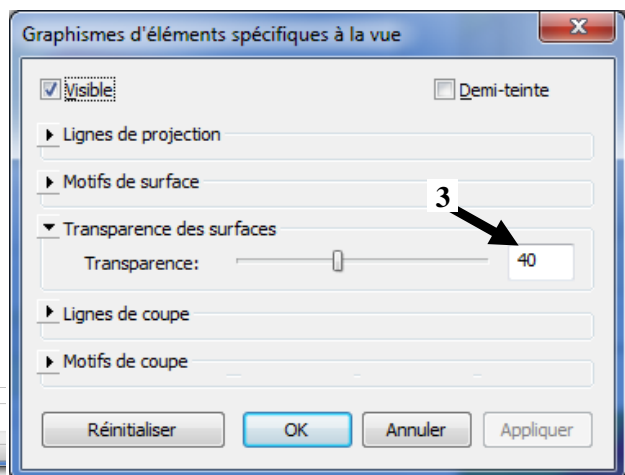 Graphismes d'éléments spécifiques à la vue
Visible
Demi-teinte
Lignes de projection
Motifs de surface
3
Transparence des surfaces
Transparence:
40
Lignes de coupe
Motifs de coupe
Réinitialiser
OK
Annuler
Appliquer